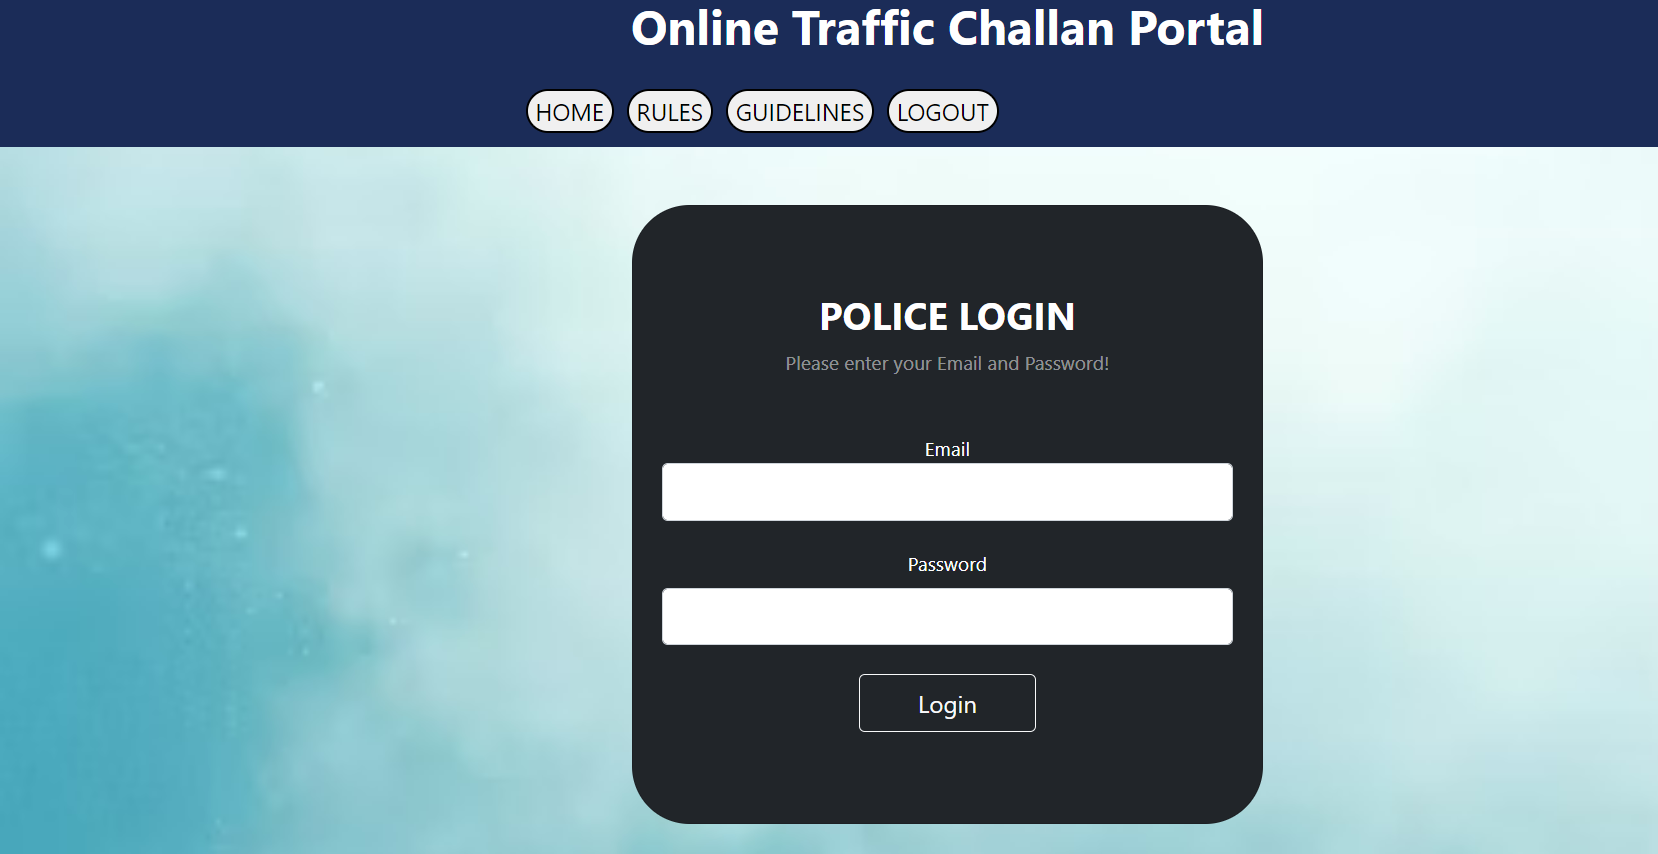 Online Traffic Challan Portal
HOME RULES GUIDELINES LOGOUT
POLICE LOGIN
Please enter your Email and Password!
Email
Password
Login